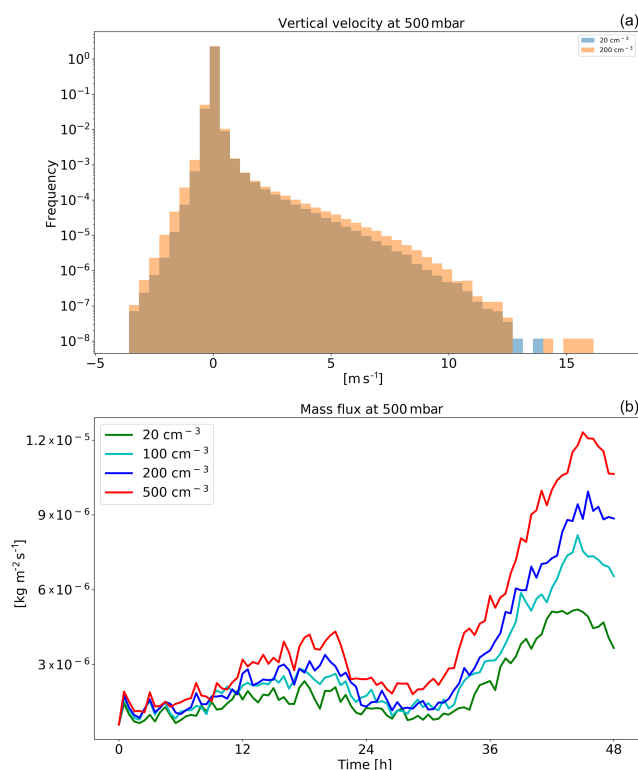 Vertical velocity at 500 mbar
(a)
20 cm⁻³
200 cm⁻³
Frequency
10⁰
10⁻¹
10⁻²
10⁻³
10⁻⁴
10⁻⁵
10⁻⁶
10⁻⁷
10⁻⁸
−5 0 5 10 15
[m s⁻¹]
(b)
Mass flux at 500 mbar
20 cm⁻³
100 cm⁻³
200 cm⁻³
500 cm⁻³
[kg m⁻² s⁻¹]
1.2 ×10⁻⁵
9 ×10⁻⁶
6 ×10⁻⁶
3 ×10⁻⁶
0 12 24 36 48
Time [h]